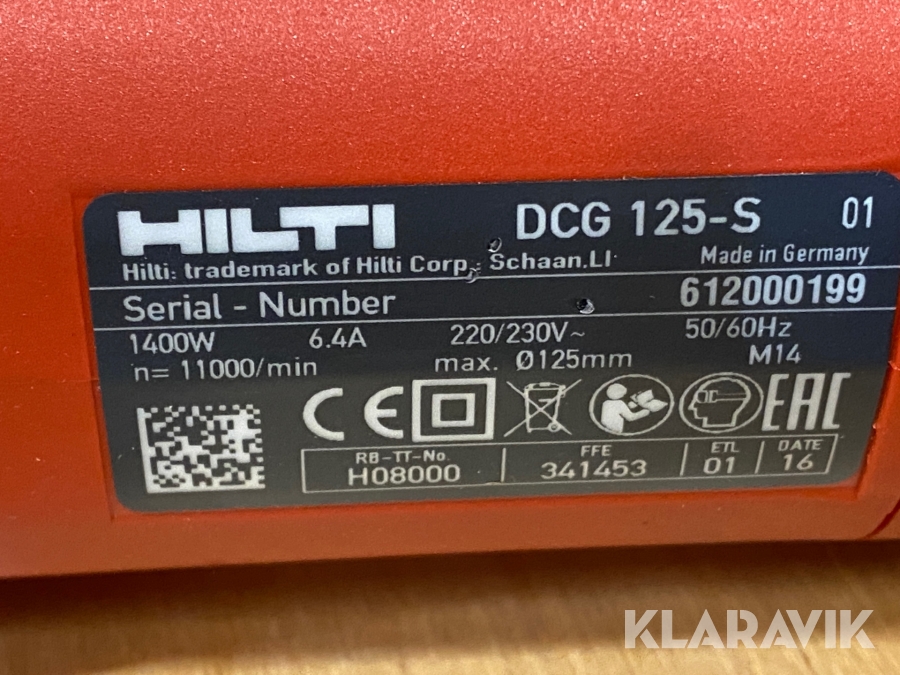 HILTI DCG 125-S 01
Hilti: trademark of Hilti Corp., Schaan.LI Made in Germany
Serial - Number 612000199
1400W 6.4A 220/230V~ 50/60Hz
n= 11000/min max. Ø125mm M14
CE EAC
RB-TT-No. FFE ETL DATE
H08000 341453 01 16
KLARAVIK